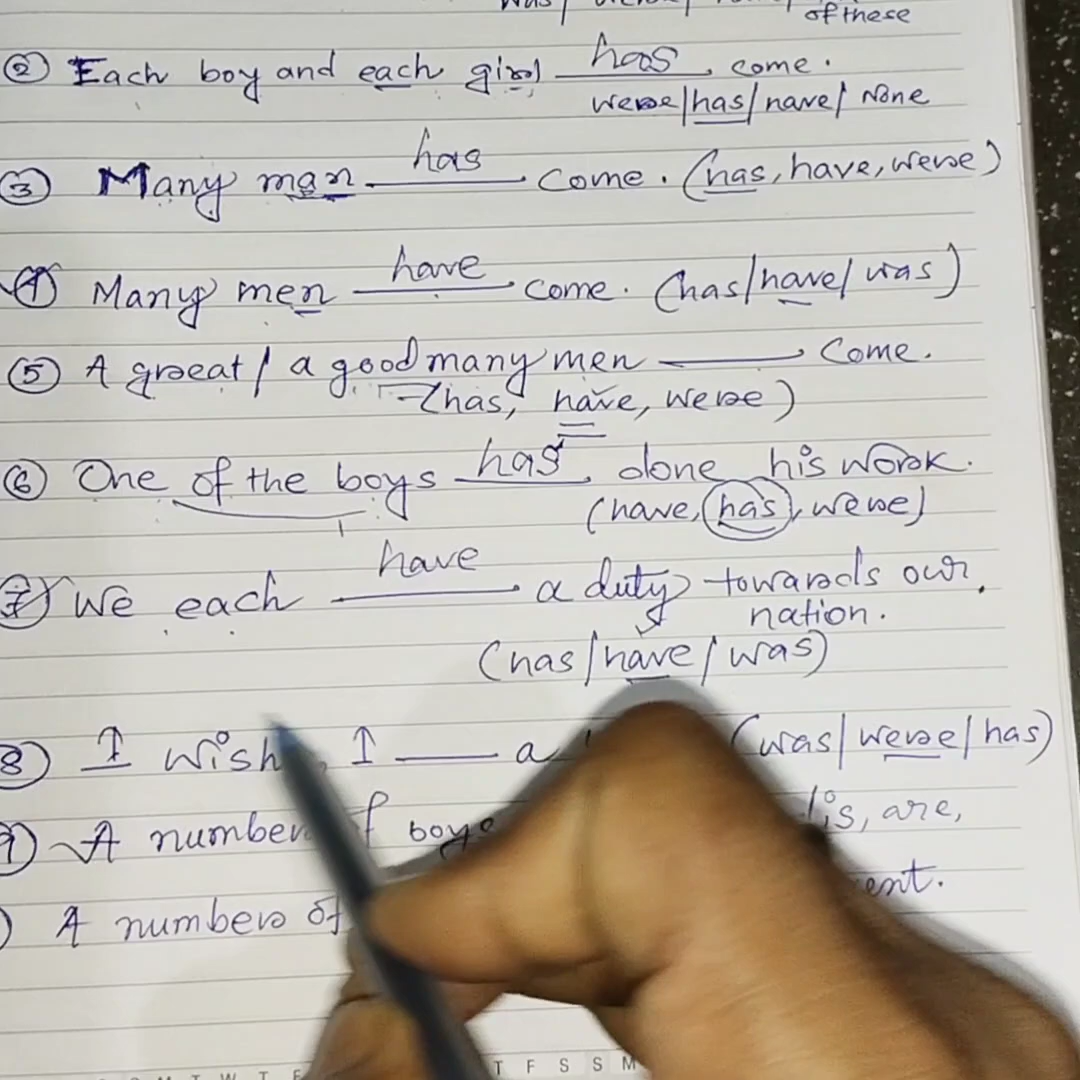 of these
② Each boy and each girl has come.
were/has/have/ None
③ Many man has come. (has, have, were)
④ Many men have come. (has/have/was)
⑤ A great/ a good many men ______ come.
(has, have, were)
⑥ One of the boys has done his work.
(have, has, were)
⑦ We each have a duty towards our
nation.
(has/have/was)
8) I wish, I ____ a (was/were/has)
9) A number of boys is, are,
) A number of
T F S S M